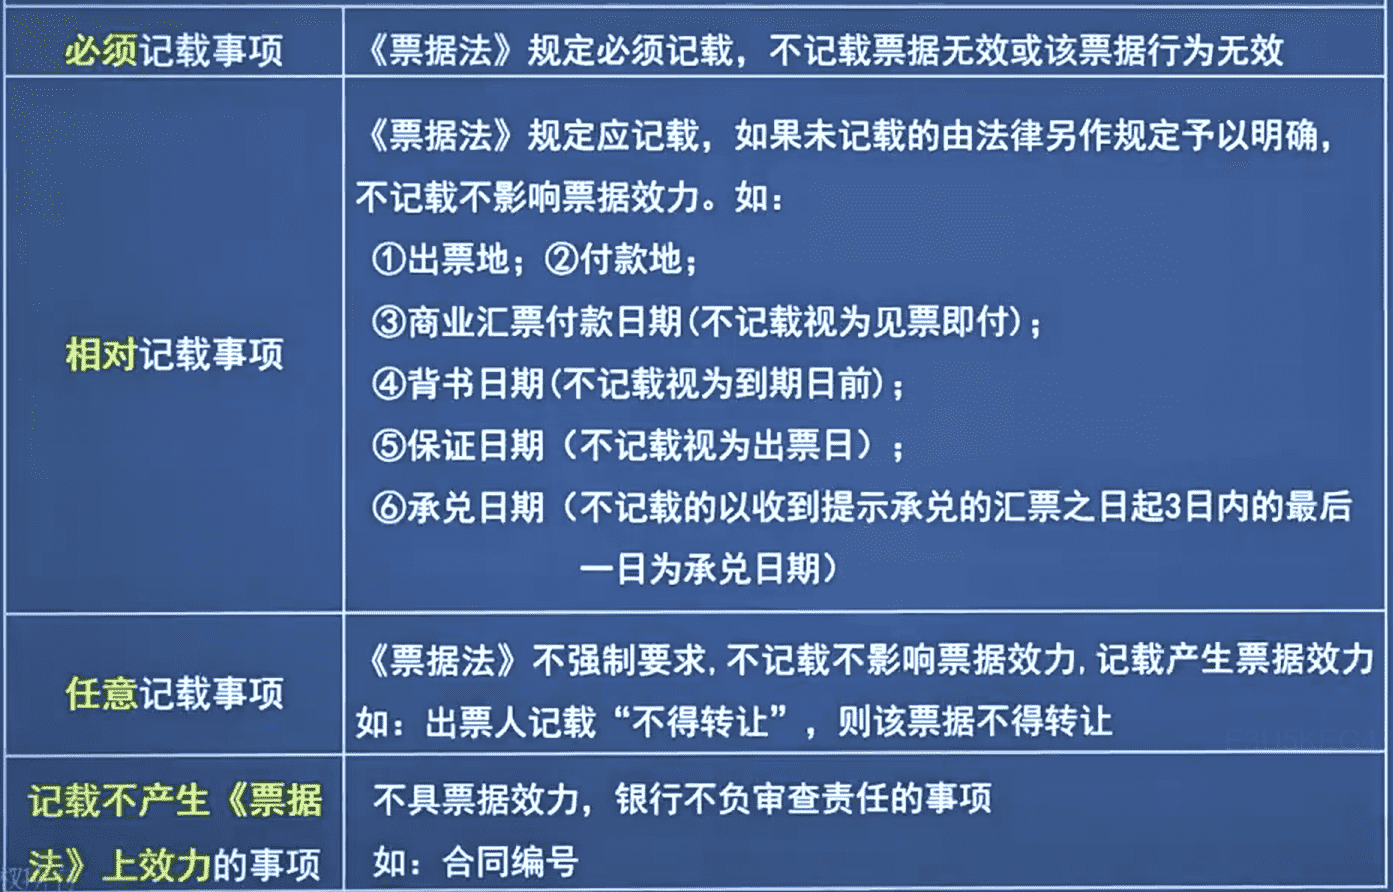 必须记载事项
《票据法》规定必须记载，不记载票据无效或该票据行为无效
相对记载事项
《票据法》规定应记载，如果未记载的由法律另作规定予以明确，
不记载不影响票据效力。如：
①出票地；②付款地；
③商业汇票付款日期(不记载视为见票即付)；
④背书日期(不记载视为到期日前)；
⑤保证日期（不记载视为出票日）；
⑥承兑日期（不记载的以收到提示承兑的汇票之日起3日内的最后
一日为承兑日期）
任意记载事项
《票据法》不强制要求,不记载不影响票据效力,记载产生票据效力
如：出票人记载“不得转让”，则该票据不得转让
记载不产生《票据
法》上效力的事项
不具票据效力，银行不负审查责任的事项
如：合同编号